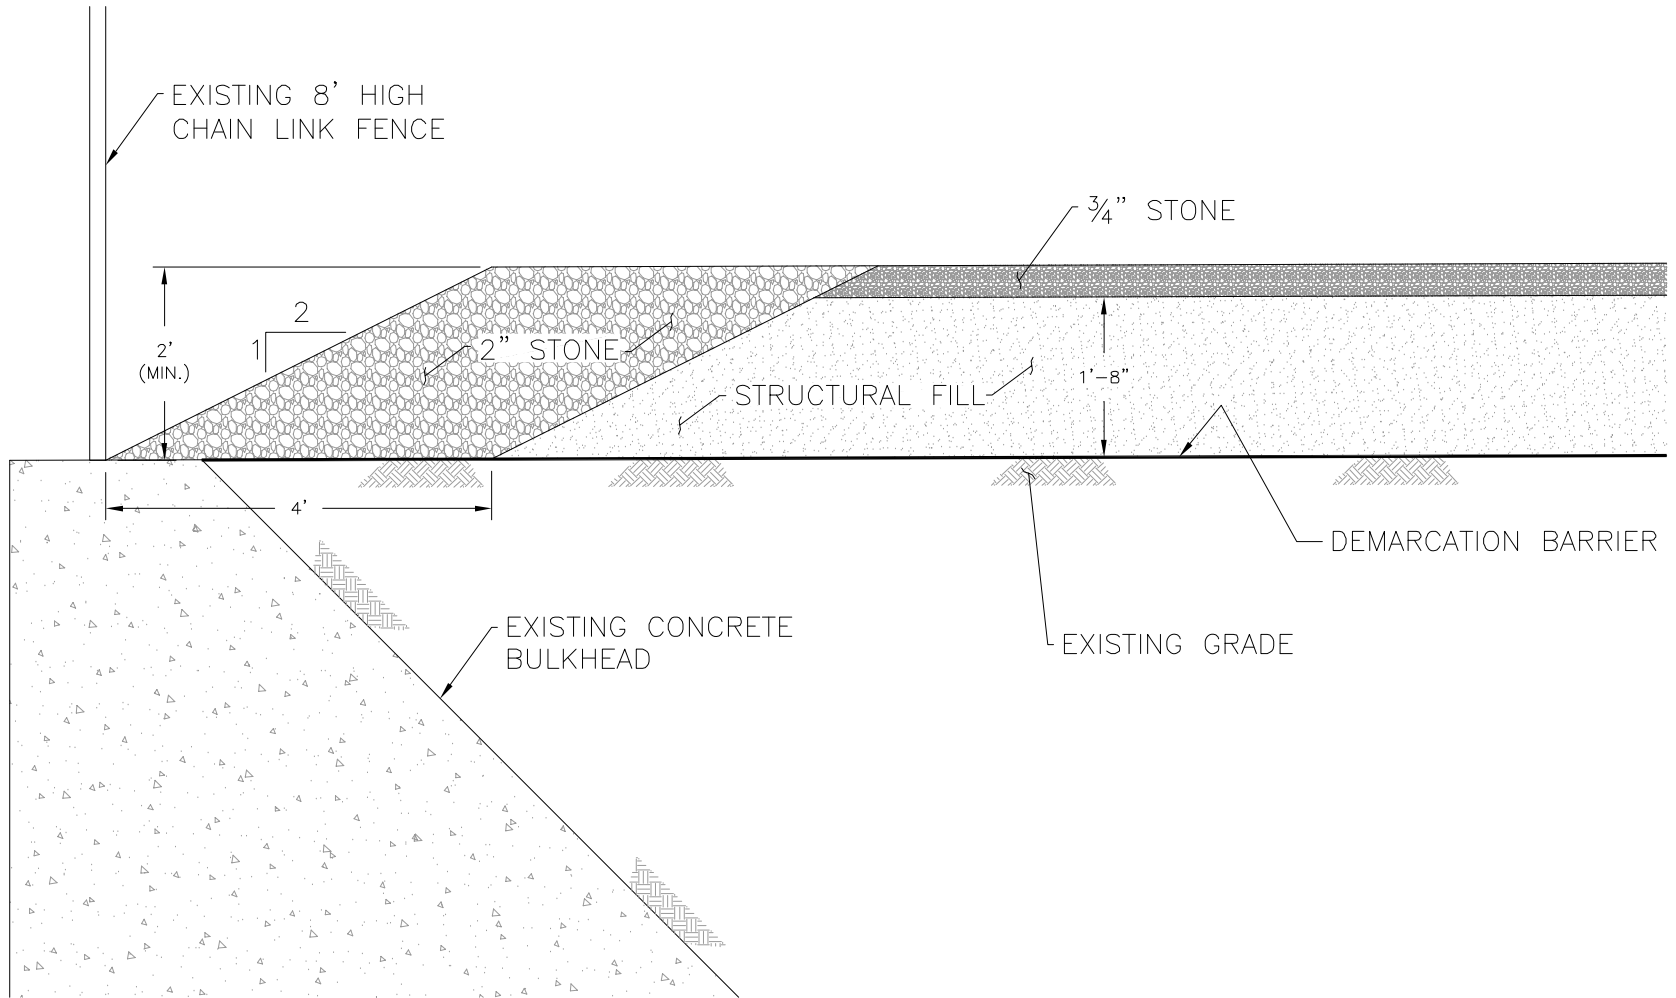 EXISTING 8' HIGH
CHAIN LINK FENCE
3/4" STONE
2
1
2" STONE
2'
(MIN.)
STRUCTURAL FILL
1'-8"
4'
DEMARCATION BARRIER
EXISTING CONCRETE
BULKHEAD
EXISTING GRADE